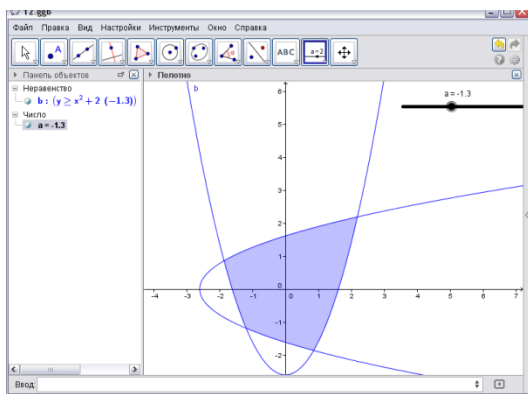 12.ggb
Файл Правка Вид Настройки Инструменты Окно Справка
A
ABC
a=2
Панель объектов
Полотно
Неравенство
b : (y ≥ x² + 2 (−1.3))
Число
a = -1.3
b
a = -1.3
6
5
4
3
2
1
0
-1
-2
-4 -3 -2 -1 0 1 2 3 4 5 6 7
Ввод: